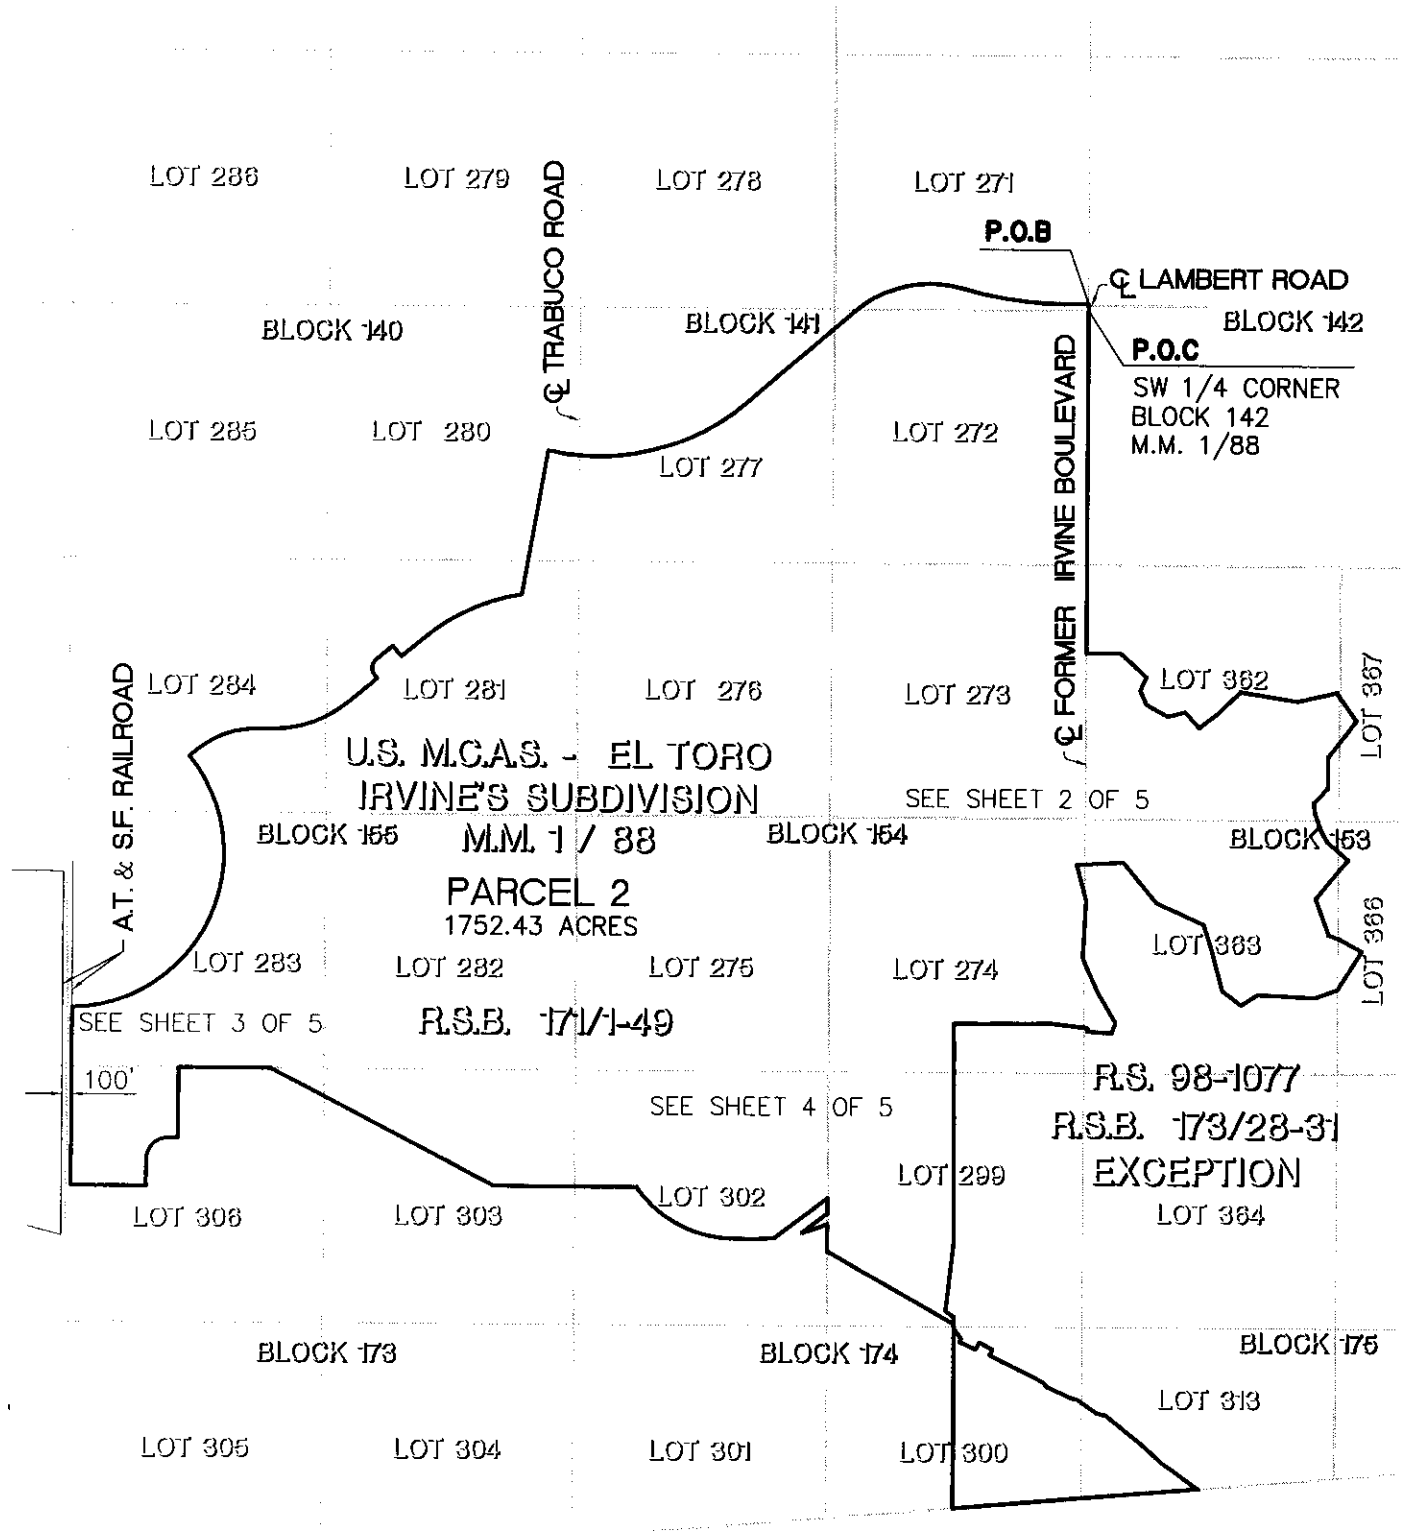 LOT 286
LOT 279
LOT 278
LOT 271
℄ TRABUCO ROAD
P.O.B
℄ LAMBERT ROAD
BLOCK 140
BLOCK 141
BLOCK 142
P.O.C
SW 1/4 CORNER
BLOCK 142
M.M. 1/88
LOT 285
LOT 280
LOT 277
LOT 272
℄ FORMER IRVINE BOULEVARD
LOT 284
LOT 281
LOT 276
LOT 273
LOT 362
LOT 367
A.T. & S.F. RAILROAD
U.S. M.C.A.S. - EL TORO
IRVINE'S SUBDIVISION
M.M. 1 / 88
SEE SHEET 2 OF 5
BLOCK 155
BLOCK 154
BLOCK 153
PARCEL 2
1752.43 ACRES
LOT 283
LOT 282
LOT 275
LOT 274
LOT 363
LOT 366
SEE SHEET 3 OF 5
R.S.B. 171/1-49
100'
SEE SHEET 4 OF 5
R.S. 98-1077
R.S.B. 173/28-31
EXCEPTION
LOT 306
LOT 303
LOT 302
LOT 299
LOT 364
BLOCK 173
BLOCK 174
BLOCK 175
LOT 313
LOT 305
LOT 304
LOT 301
LOT 300